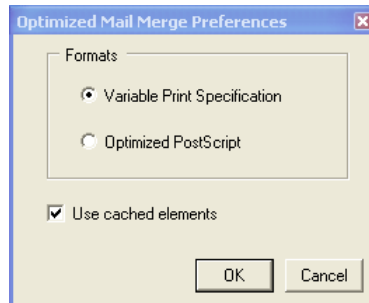 Optimized Mail Merge Preferences
Formats
Variable Print Specification
Optimized PostScript
Use cached elements
OK
Cancel